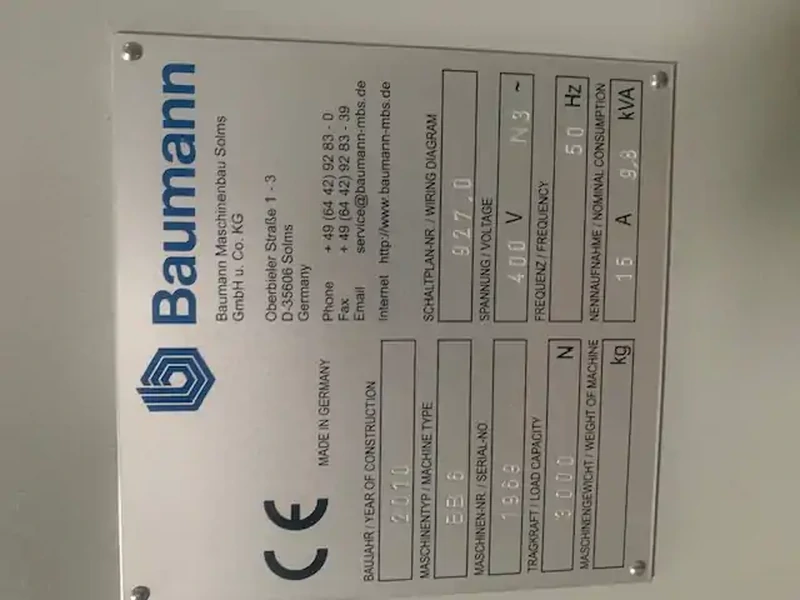 Baumann
Baumann Maschinenbau Solms
GmbH u. Co. KG
Oberbieler Straße 1 - 3
D-35606 Solms
Germany
Phone + 49 (64 42) 92 83 - 0
Fax + 49 (64 42) 92 83 - 39
Email service@baumann-mbs.de
Internet http://www.baumann-mbs.de
CE
MADE IN GERMANY
BAUJAHR / YEAR OF CONSTRUCTION
2010
MASCHINENTYP / MACHINE TYPE
BB 6
MASCHINEN-NR. / SERIAL-NO.
1969
TRAGKRAFT / LOAD CAPACITY
3000 N
MASCHINENGEWICHT / WEIGHT OF MACHINE
kg
SCHALTPLAN-NR. / WIRING DIAGRAM
927.0
SPANNUNG / VOLTAGE
400 V N3 ~
FREQUENZ / FREQUENCY
50 Hz
NENNAUFNAHME / NOMINAL CONSUMPTION
16 A 9,8 kVA